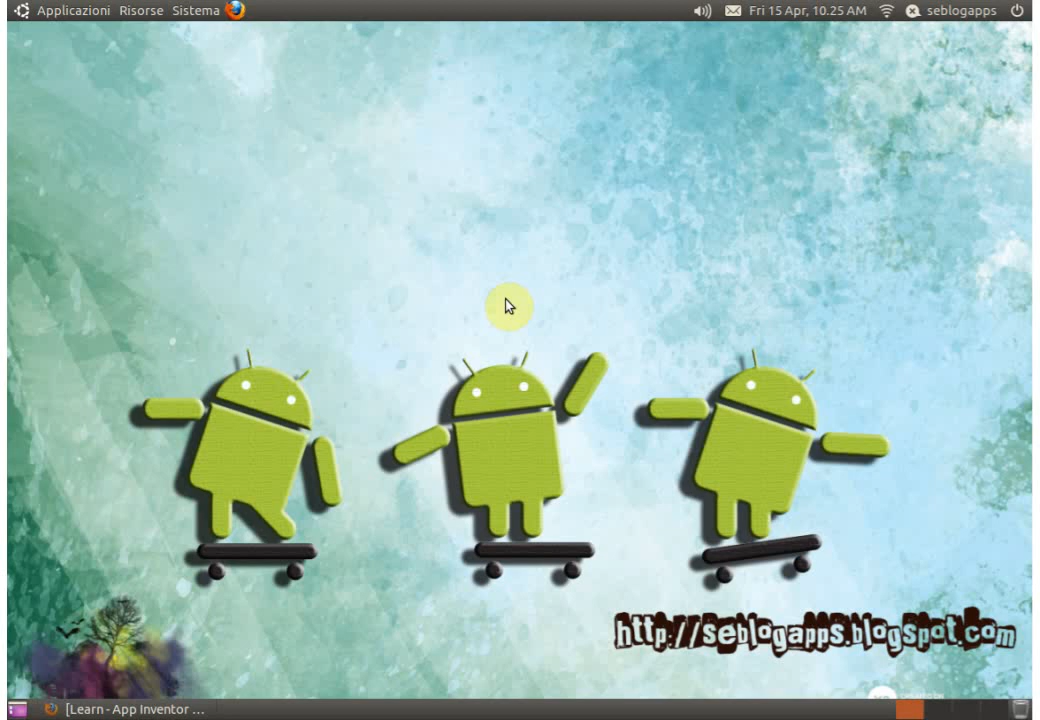 Applicazioni Risorse Sistema Fri 15 Apr, 10.25 AM seblogapps
http://seblogapps.blogspot.com
[Learn - App Inventor ...